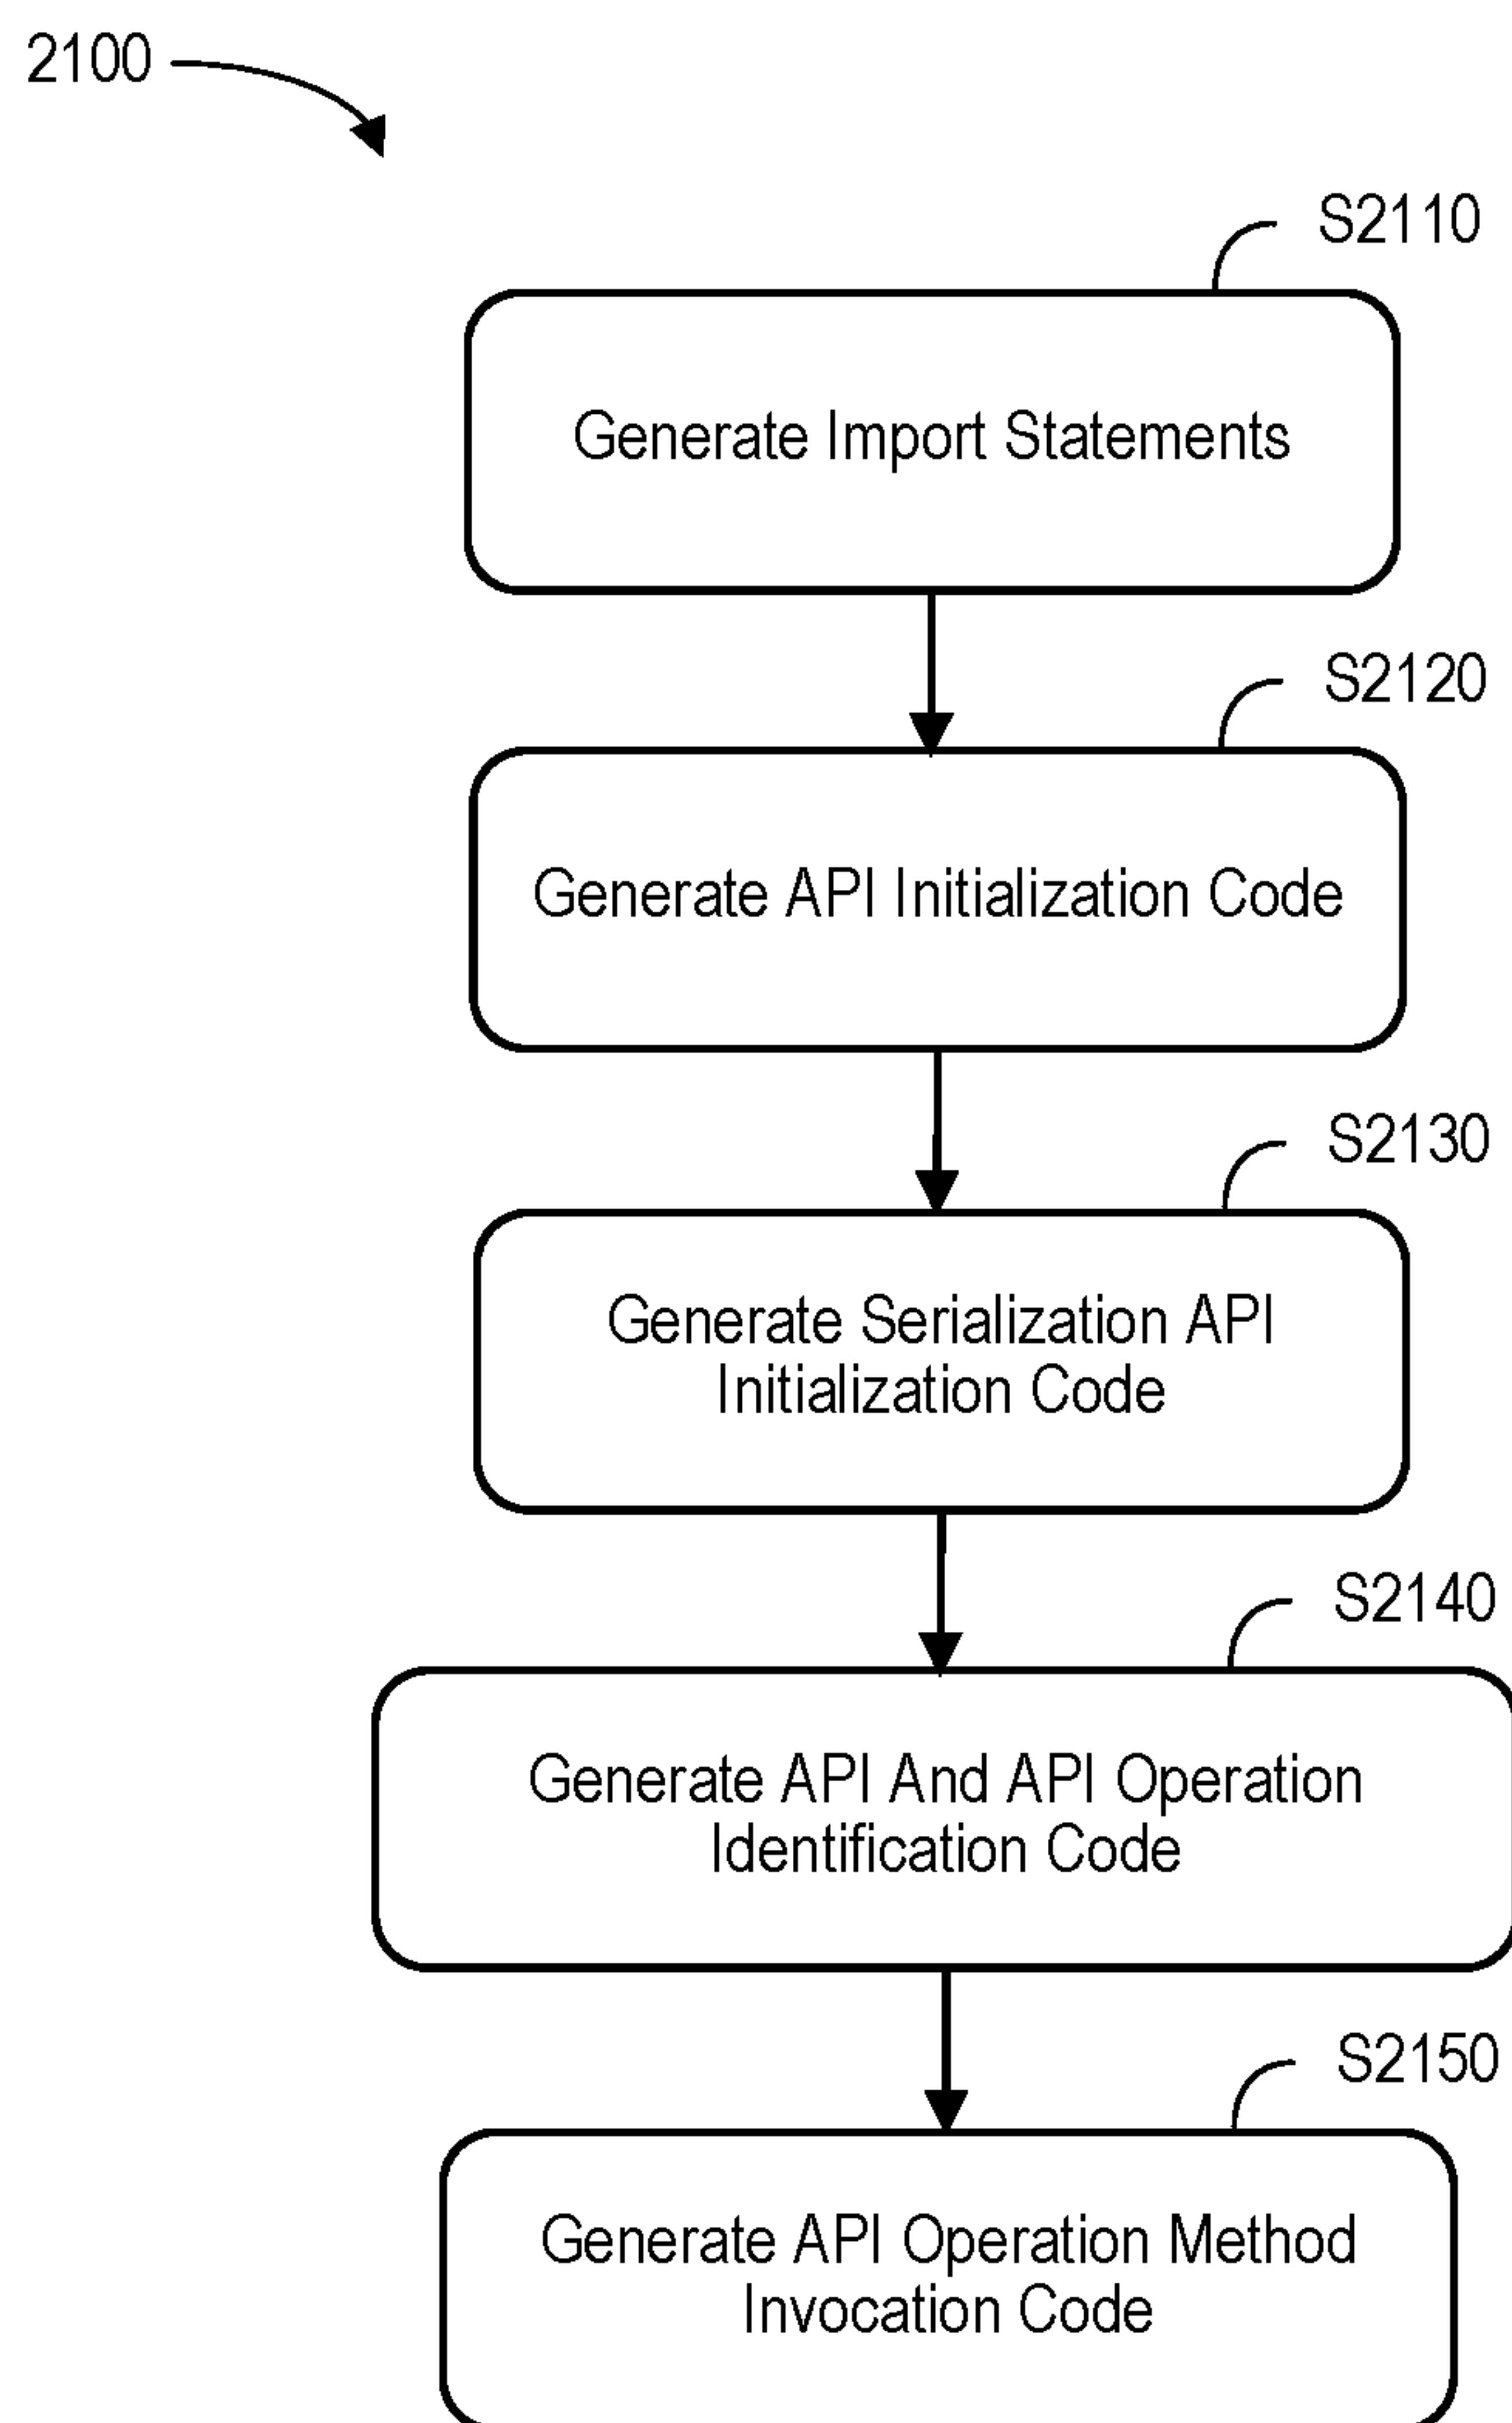 2100
S2110
Generate Import Statements
S2120
Generate API Initialization Code
S2130
Generate Serialization API
Initialization Code
S2140
Generate API And API Operation
Identification Code
S2150
Generate API Operation Method
Invocation Code